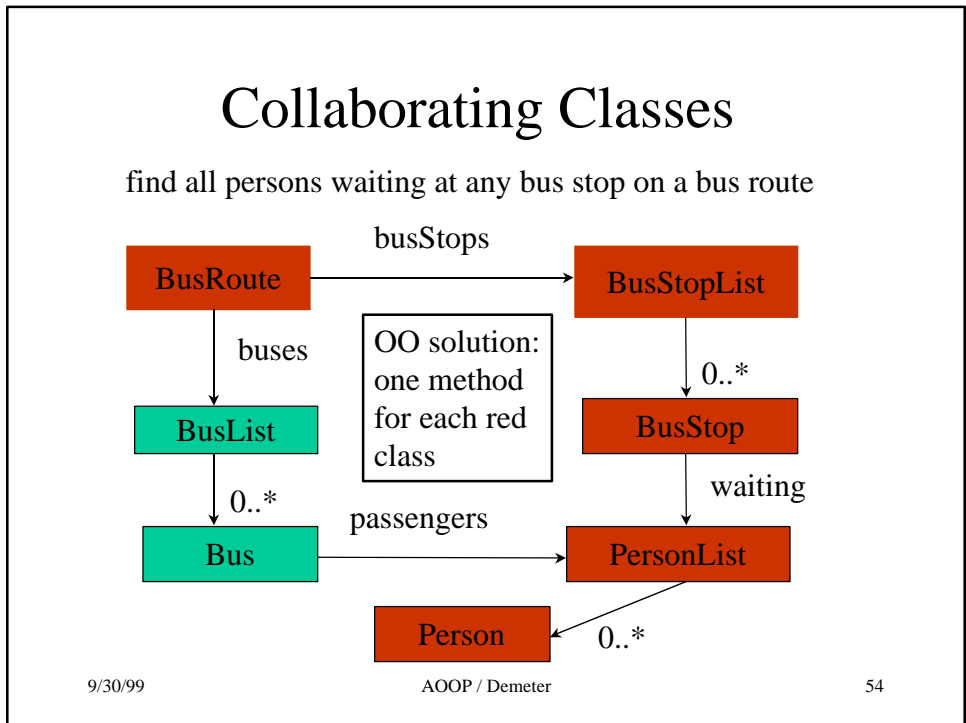 Collaborating Classes
find all persons waiting at any bus stop on a bus route
busStops
BusRoute
BusStopList
buses
OO solution:
one method
for each red
class
0..*
BusList
BusStop
0..*
waiting
passengers
Bus
PersonList
Person
0..*
9/30/99
AOOP / Demeter
54